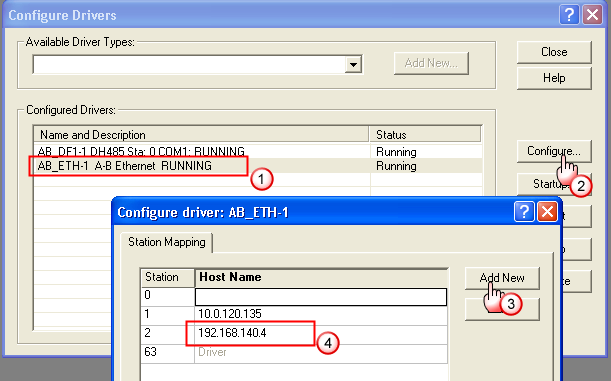 Configure Drivers
Available Driver Types:
Add New...
Close
Help
Configured Drivers:
Name and Description Status
AB_DF1-1 DH485 Sta: 0 COM1: RUNNING Running
AB_ETH-1 A-B Ethernet RUNNING Running
1
Configure...
2
Startup...
Configure driver: AB_ETH-1
Station Mapping
Station Host Name
0
1 10.0.120.135
2 192.168.140.4
63 Driver
Add New
3
4